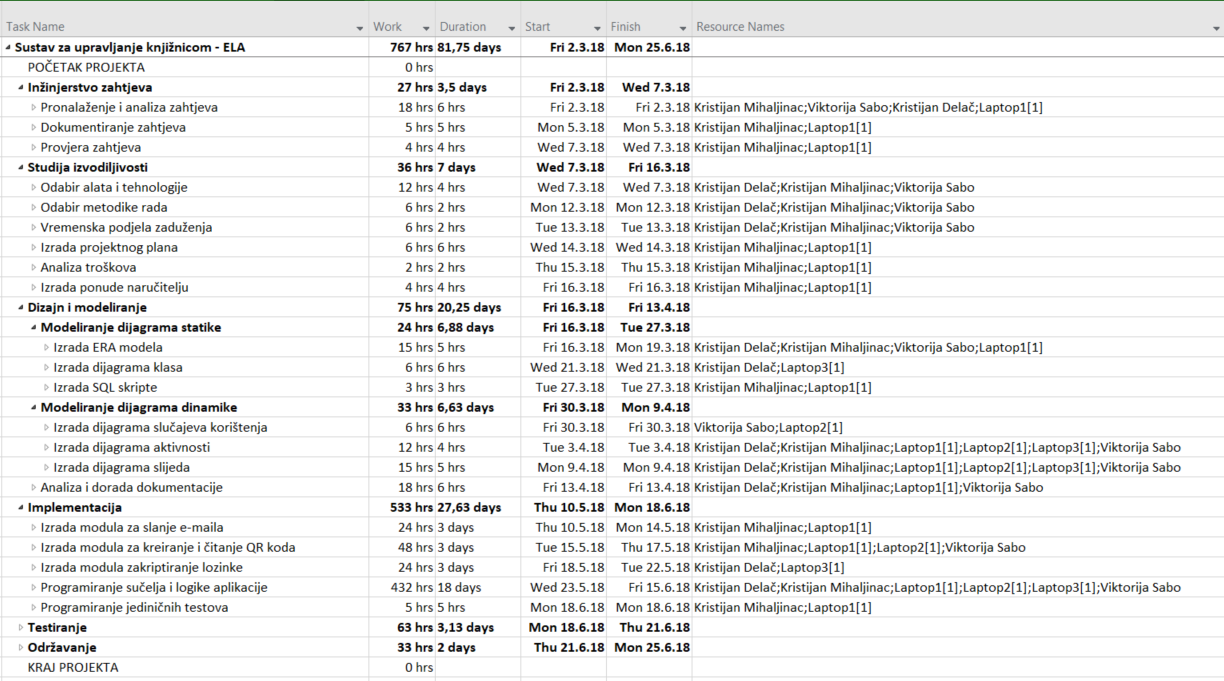 Task Name Work Duration Start Finish Resource Names
Sustav za upravljanje knjižnicom - ELA 767 hrs 81,75 days Fri 2.3.18 Mon 25.6.18
POČETAK PROJEKTA 0 hrs
Inžinjerstvo zahtjeva 27 hrs 3,5 days Fri 2.3.18 Wed 7.3.18
Pronalaženje i analiza zahtjeva 18 hrs 6 hrs Fri 2.3.18 Fri 2.3.18 Kristijan Mihaljinac;Viktorija Sabo;Kristijan Delač;Laptop1[1]
Dokumentiranje zahtjeva 5 hrs 5 hrs Mon 5.3.18 Mon 5.3.18 Kristijan Mihaljinac;Laptop1[1]
Provjera zahtjeva 4 hrs 4 hrs Wed 7.3.18 Wed 7.3.18 Kristijan Mihaljinac;Laptop1[1]
Studija izvodiljivosti 36 hrs 7 days Wed 7.3.18 Fri 16.3.18
Odabir alata i tehnologije 12 hrs 4 hrs Wed 7.3.18 Wed 7.3.18 Kristijan Delač;Kristijan Mihaljinac;Viktorija Sabo
Odabir metodike rada 6 hrs 2 hrs Mon 12.3.18 Mon 12.3.18 Kristijan Delač;Kristijan Mihaljinac;Viktorija Sabo
Vremenska podjela zaduženja 6 hrs 2 hrs Tue 13.3.18 Tue 13.3.18 Kristijan Delač;Kristijan Mihaljinac;Viktorija Sabo
Izrada projektnog plana 6 hrs 6 hrs Wed 14.3.18 Wed 14.3.18 Kristijan Mihaljinac;Laptop1[1]
Analiza troškova 2 hrs 2 hrs Thu 15.3.18 Thu 15.3.18 Kristijan Mihaljinac;Laptop1[1]
Izrada ponude naručitelju 4 hrs 4 hrs Fri 16.3.18 Fri 16.3.18 Kristijan Mihaljinac;Laptop1[1]
Dizajn i modeliranje 75 hrs 20,25 days Fri 16.3.18 Fri 13.4.18
Modeliranje dijagrama statike 24 hrs 6,88 days Fri 16.3.18 Tue 27.3.18
Izrada ERA modela 15 hrs 5 hrs Fri 16.3.18 Mon 19.3.18 Kristijan Delač;Kristijan Mihaljinac;Viktorija Sabo;Laptop1[1]
Izrada dijagrama klasa 6 hrs 6 hrs Wed 21.3.18 Wed 21.3.18 Kristijan Delač;Laptop3[1]
Izrada SQL skripte 3 hrs 3 hrs Tue 27.3.18 Tue 27.3.18 Kristijan Mihaljinac;Laptop1[1]
Modeliranje dijagrama dinamike 33 hrs 6,63 days Fri 30.3.18 Mon 9.4.18
Izrada dijagrama slučajeva korištenja 6 hrs 6 hrs Fri 30.3.18 Fri 30.3.18 Viktorija Sabo;Laptop2[1]
Izrada dijagrama aktivnosti 12 hrs 4 hrs Tue 3.4.18 Tue 3.4.18 Kristijan Delač;Kristijan Mihaljinac;Laptop1[1];Laptop2[1];Laptop3[1];Viktorija Sabo
Izrada dijagrama slijeda 15 hrs 5 hrs Mon 9.4.18 Mon 9.4.18 Kristijan Delač;Kristijan Mihaljinac;Laptop1[1];Laptop2[1];Laptop3[1];Viktorija Sabo
Analiza i dorada dokumentacije 18 hrs 6 hrs Fri 13.4.18 Fri 13.4.18 Kristijan Delač;Kristijan Mihaljinac;Laptop1[1];Viktorija Sabo
Implementacija 533 hrs 27,63 days Thu 10.5.18 Mon 18.6.18
Izrada modula za slanje e-maila 24 hrs 3 days Thu 10.5.18 Mon 14.5.18 Kristijan Mihaljinac;Laptop1[1]
Izrada modula za kreiranje i čitanje QR koda 48 hrs 3 days Tue 15.5.18 Thu 17.5.18 Kristijan Mihaljinac;Laptop1[1];Laptop2[1];Viktorija Sabo
Izrada modula zakriptiranje lozinke 24 hrs 3 days Fri 18.5.18 Tue 22.5.18 Kristijan Delač;Laptop3[1]
Programiranje sučelja i logike aplikacije 432 hrs 18 days Wed 23.5.18 Fri 15.6.18 Kristijan Delač;Kristijan Mihaljinac;Laptop1[1];Laptop2[1];Laptop3[1];Viktorija Sabo
Programiranje jediničnih testova 5 hrs 5 hrs Mon 18.6.18 Mon 18.6.18 Kristijan Mihaljinac;Laptop1[1]
Testiranje 63 hrs 3,13 days Mon 18.6.18 Thu 21.6.18
Održavanje 33 hrs 2 days Thu 21.6.18 Mon 25.6.18
KRAJ PROJEKTA 0 hrs